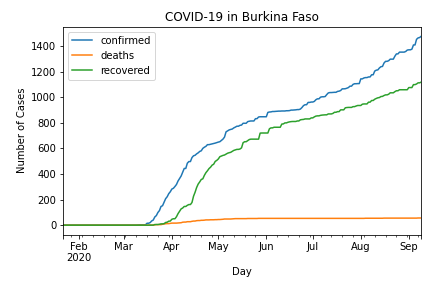 COVID-19 in Burkina Faso
confirmed
deaths
recovered
Number of Cases
1400
1200
1000
800
600
400
200
0
Feb Mar Apr May Jun Jul Aug Sep
2020
Day